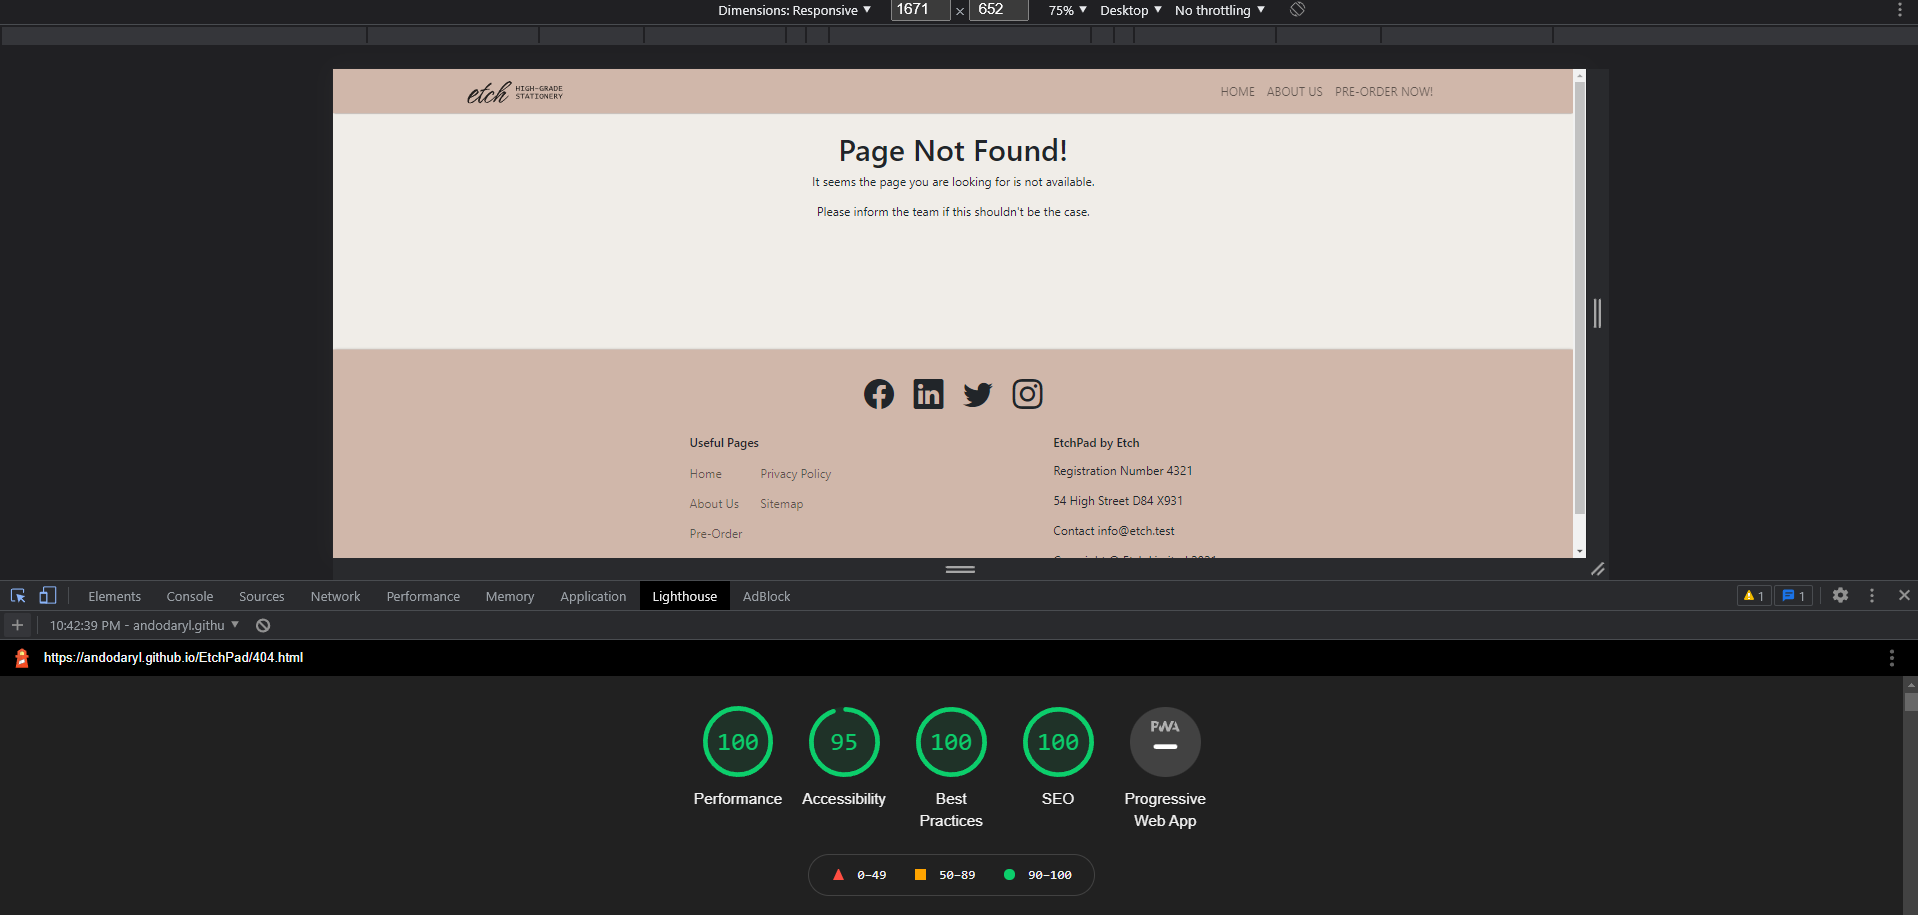 Dimensions: Responsive ▼ 1671 × 652 75% ▼ Desktop ▼ No throttling ▼
etch HIGH-GRADE STATIONERY
HOME ABOUT US PRE-ORDER NOW!
Page Not Found!
It seems the page you are looking for is not available.
Please inform the team if this shouldn't be the case.
Useful Pages
Home Privacy Policy
About Us Sitemap
Pre-Order
EtchPad by Etch
Registration Number 4321
54 High Street D84 X931
Contact info@etch.test
Elements Console Sources Network Performance Memory Application Lighthouse AdBlock 1 1
10:42:39 PM - andodaryl.githu ▼
https://andodaryl.github.io/EtchPad/404.html
100 95 100 100 PWA
Performance Accessibility Best Practices SEO Progressive Web App
0–49 50–89 90–100